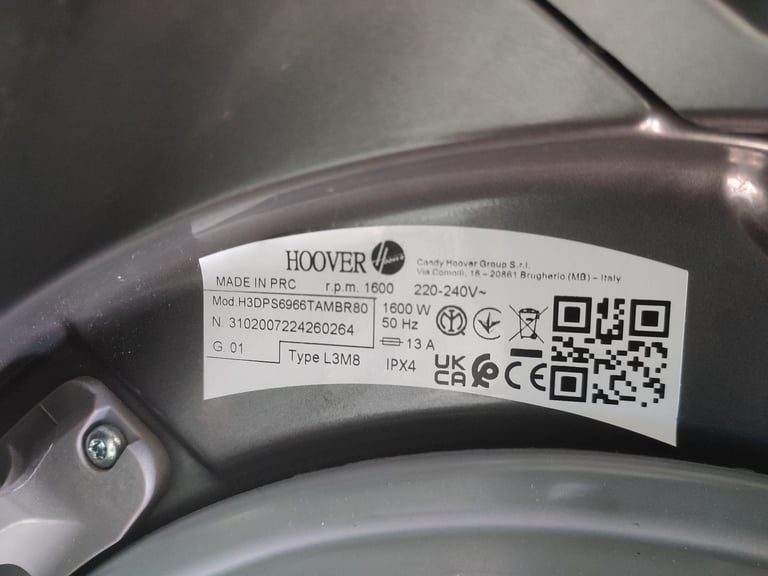 HOOVER Hoover Candy Hoover Group S.r.l.
Via Comolli, 16 - 20861 Brugherio (MB) - Italy
MADE IN PRC r.p.m. 1600 220-240V~
Mod.H3DPS6966TAMBR80 1600 W
N. 3102007224260264 50 Hz
13 A
G. 01 Type L3M8 IPX4
UK
CA CE